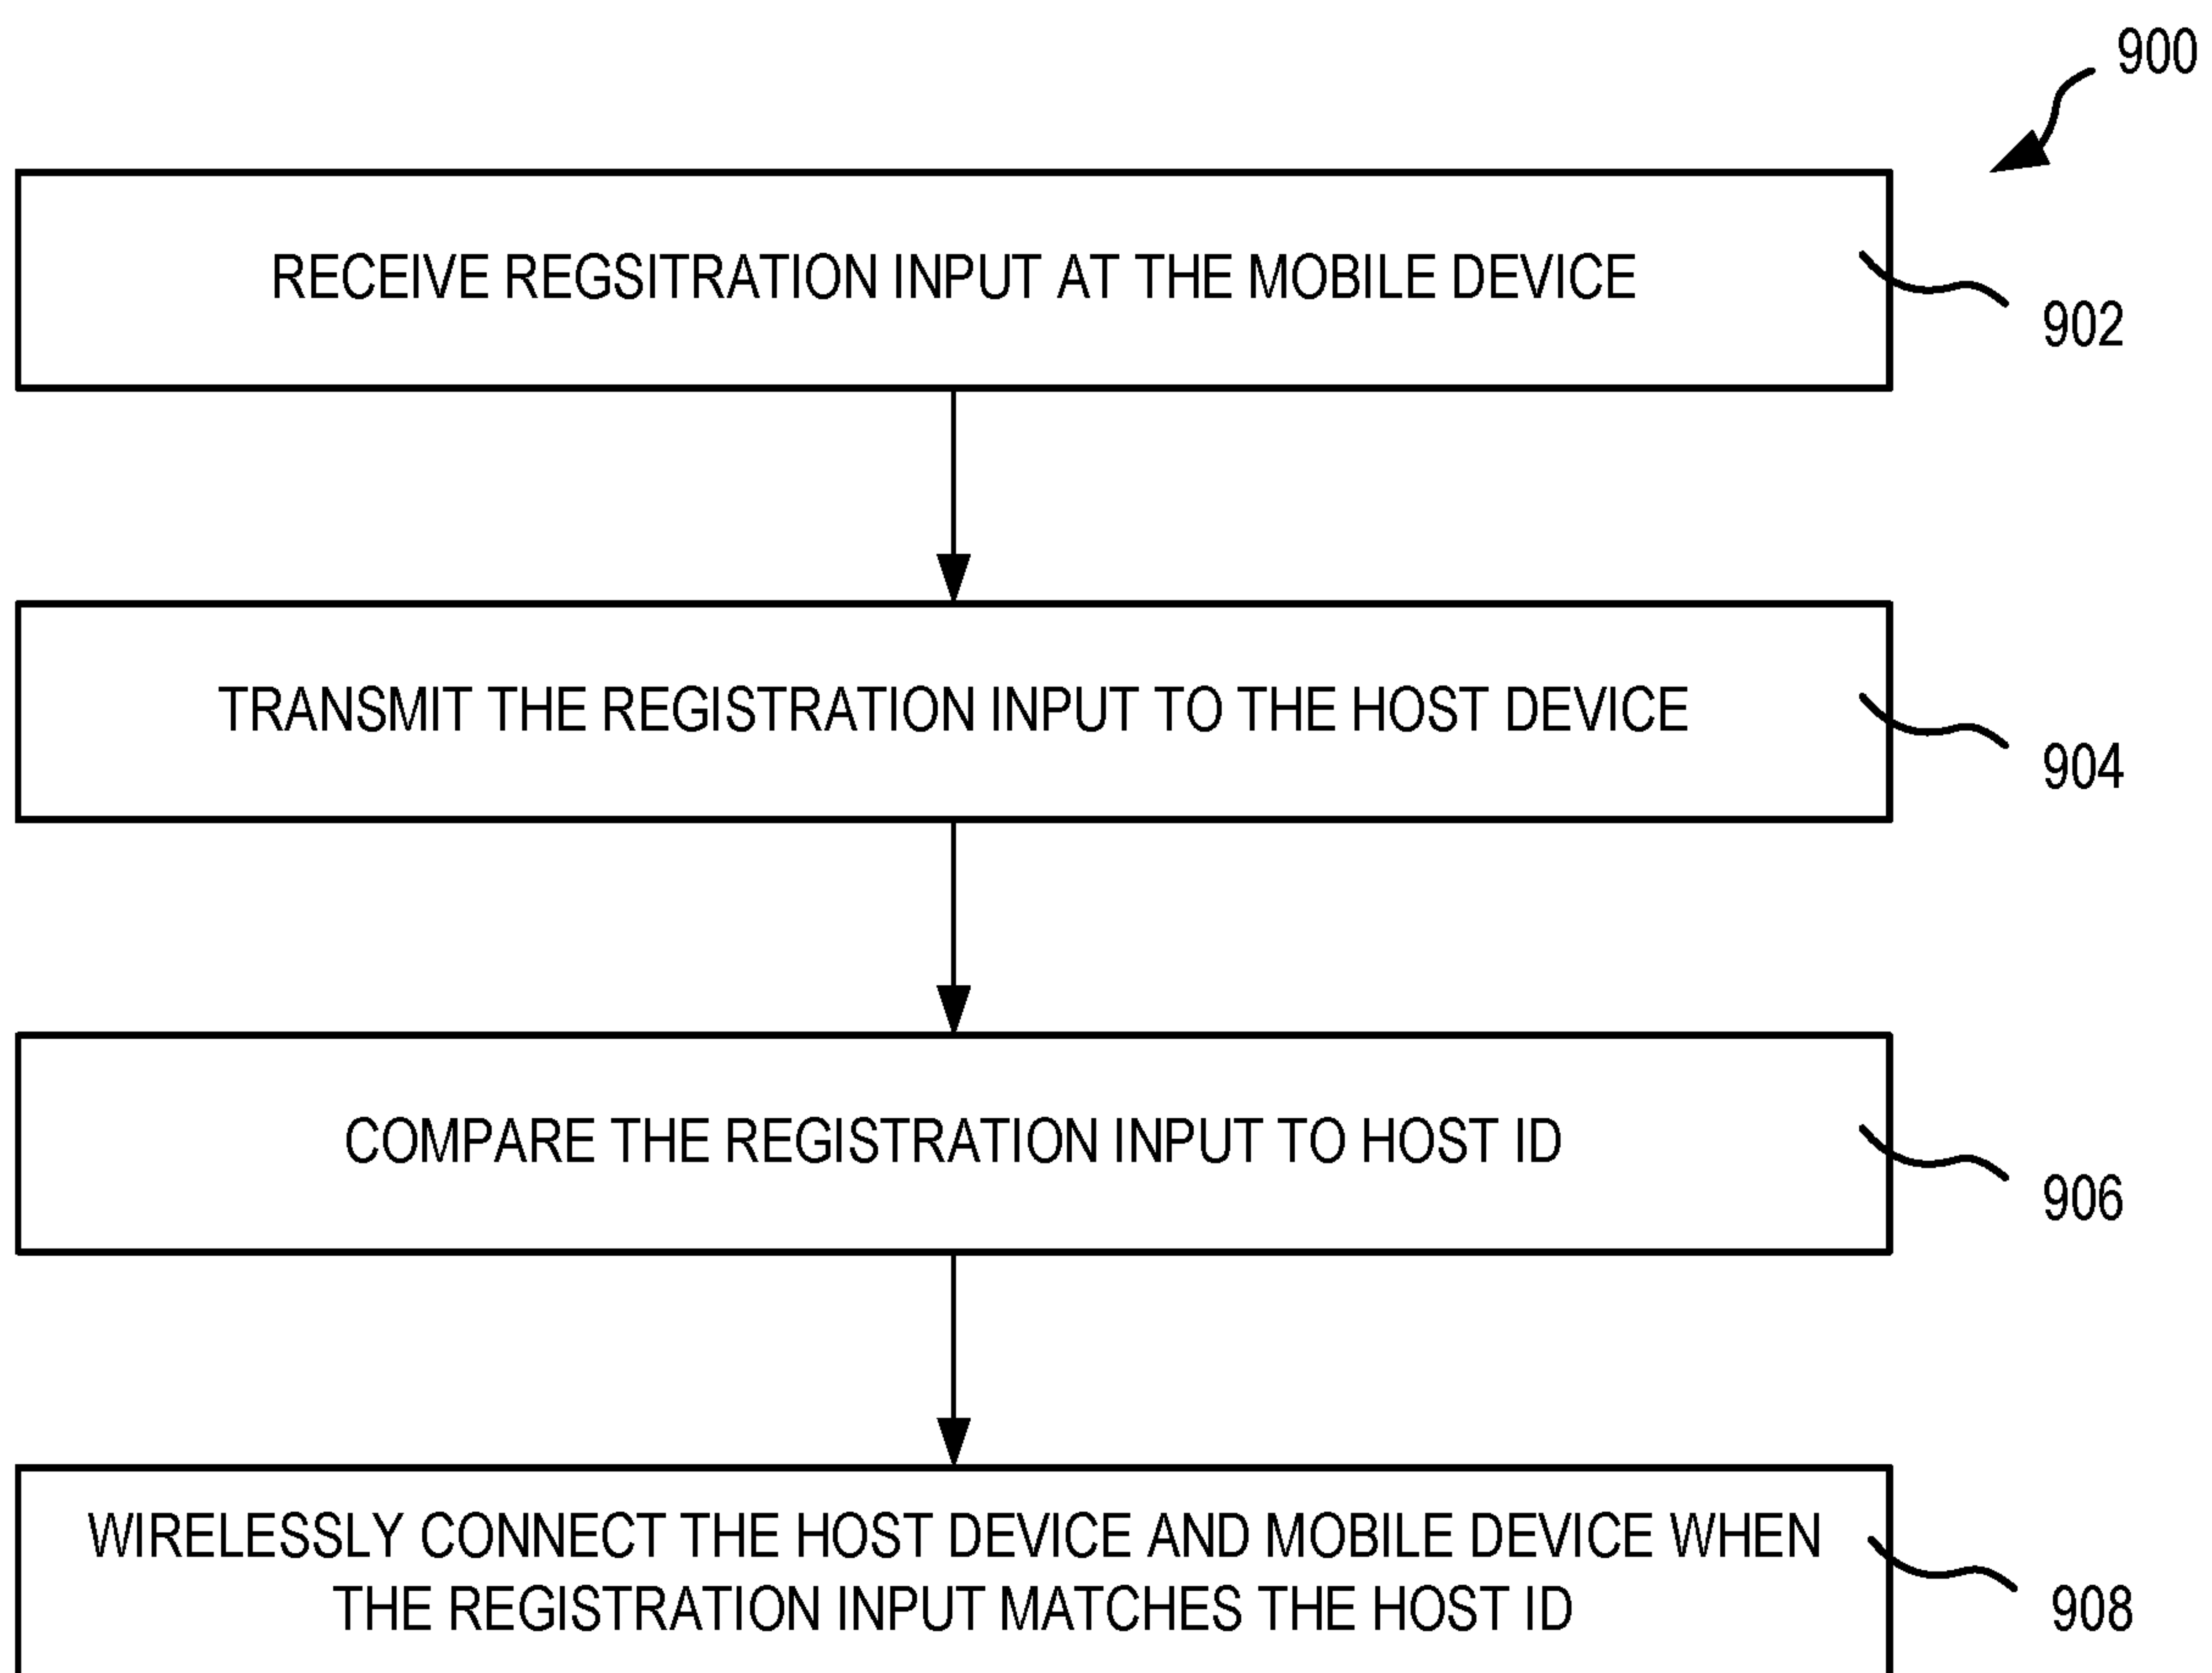 900
RECEIVE REGSITRATION INPUT AT THE MOBILE DEVICE
902
TRANSMIT THE REGISTRATION INPUT TO THE HOST DEVICE
904
COMPARE THE REGISTRATION INPUT TO HOST ID
906
WIRELESSLY CONNECT THE HOST DEVICE AND MOBILE DEVICE WHEN
THE REGISTRATION INPUT MATCHES THE HOST ID
908